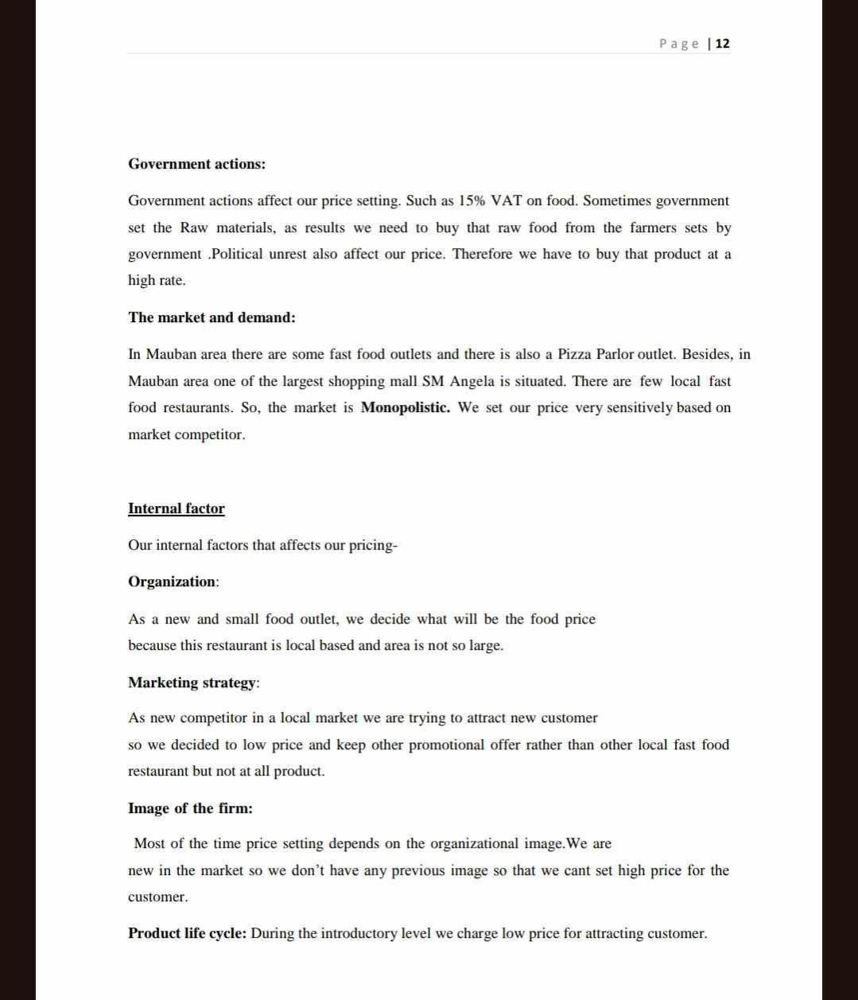 Page | 12
Government actions:
Government actions affect our price setting. Such as 15% VAT on food. Sometimes government
set the Raw materials, as results we need to buy that raw food from the farmers sets by
government .Political unrest also affect our price. Therefore we have to buy that product at a
high rate.
The market and demand:
In Mauban area there are some fast food outlets and there is also a Pizza Parlor outlet. Besides, in
Mauban area one of the largest shopping mall SM Angela is situated. There are few local fast
food restaurants. So, the market is Monopolistic. We set our price very sensitively based on
market competitor.
Internal factor
Our internal factors that affects our pricing-
Organization:
As a new and small food outlet, we decide what will be the food price
because this restaurant is local based and area is not so large.
Marketing strategy:
As new competitor in a local market we are trying to attract new customer
so we decided to low price and keep other promotional offer rather than other local fast food
restaurant but not at all product.
Image of the firm:
Most of the time price setting depends on the organizational image.We are
new in the market so we don’t have any previous image so that we cant set high price for the
customer.
Product life cycle: During the introductory level we charge low price for attracting customer.